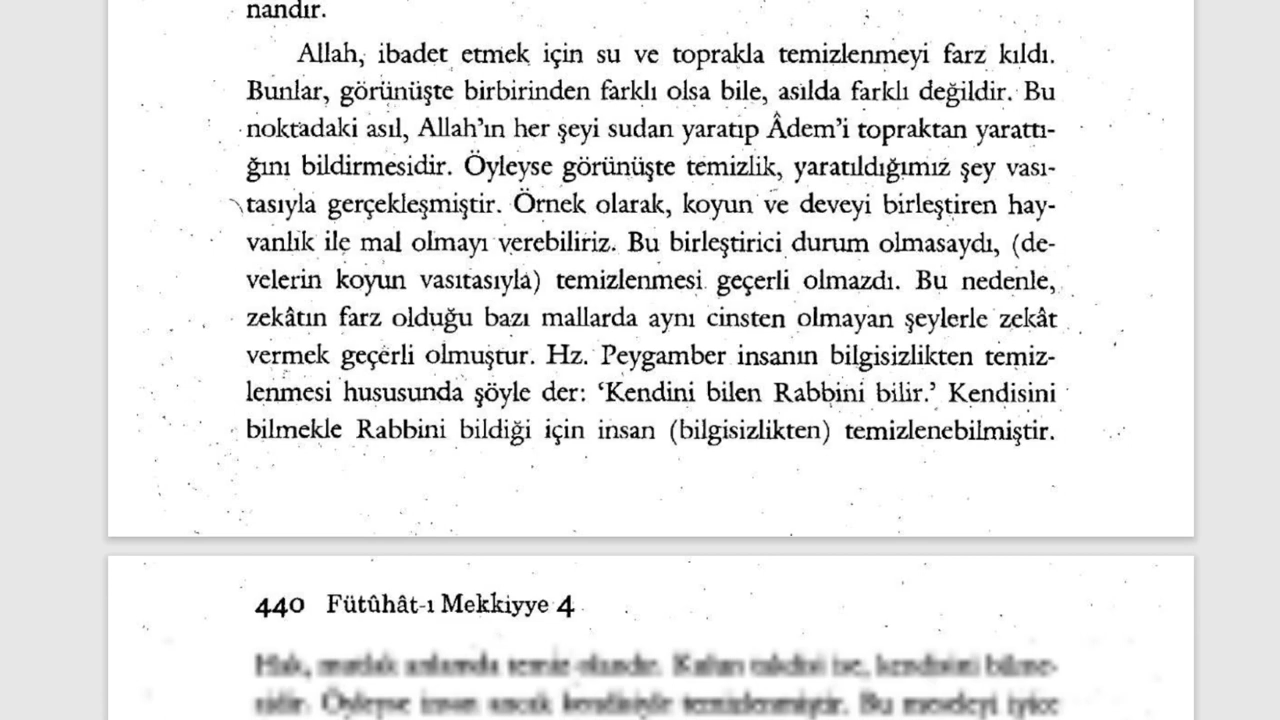 nandır.
Allah, ibadet etmek için su ve toprakla temizlenmeyi farz kıldı.
Bunlar, görünüşte birbirinden farklı olsa bile, asılda farklı değildir. Bu
noktadaki asıl, Allah'ın her şeyi sudan yaratıp Âdem'i topraktan yarattı-
ğını bildirmesidir. Öyleyse görünüşte temizlik, yaratıldığımız şey vası-
tasıyla gerçekleşmiştir. Örnek olarak, koyun ve deveyi birleştiren hay-
vanlık ile mal olmayı verebiliriz. Bu birleştirici durum olmasaydı, (de-
velerin koyun vasıtasıyla) temizlenmesi geçerli olmazdı. Bu nedenle,
zekâtın farz olduğu bazı mallarda aynı cinsten olmayan şeylerle zekât
vermek geçerli olmuştur. Hz. Peygamber insanın bilgisizlikten temiz-
lenmesi hususunda şöyle der: 'Kendini bilen Rabbini bilir.' Kendisini
bilmekle Rabbini bildiği için insan (bilgisizlikten) temizlenebilmiştir.
440 Fütûhât-ı Mekkiyye 4